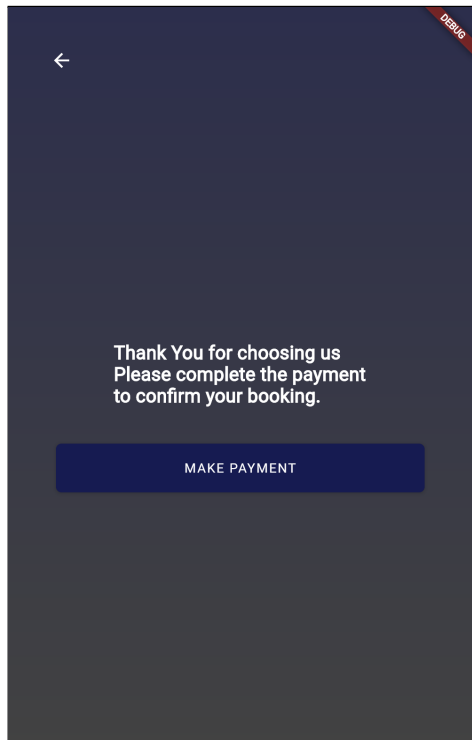 DEBUG
Thank You for choosing us
Please complete the payment
to confirm your booking.
MAKE PAYMENT